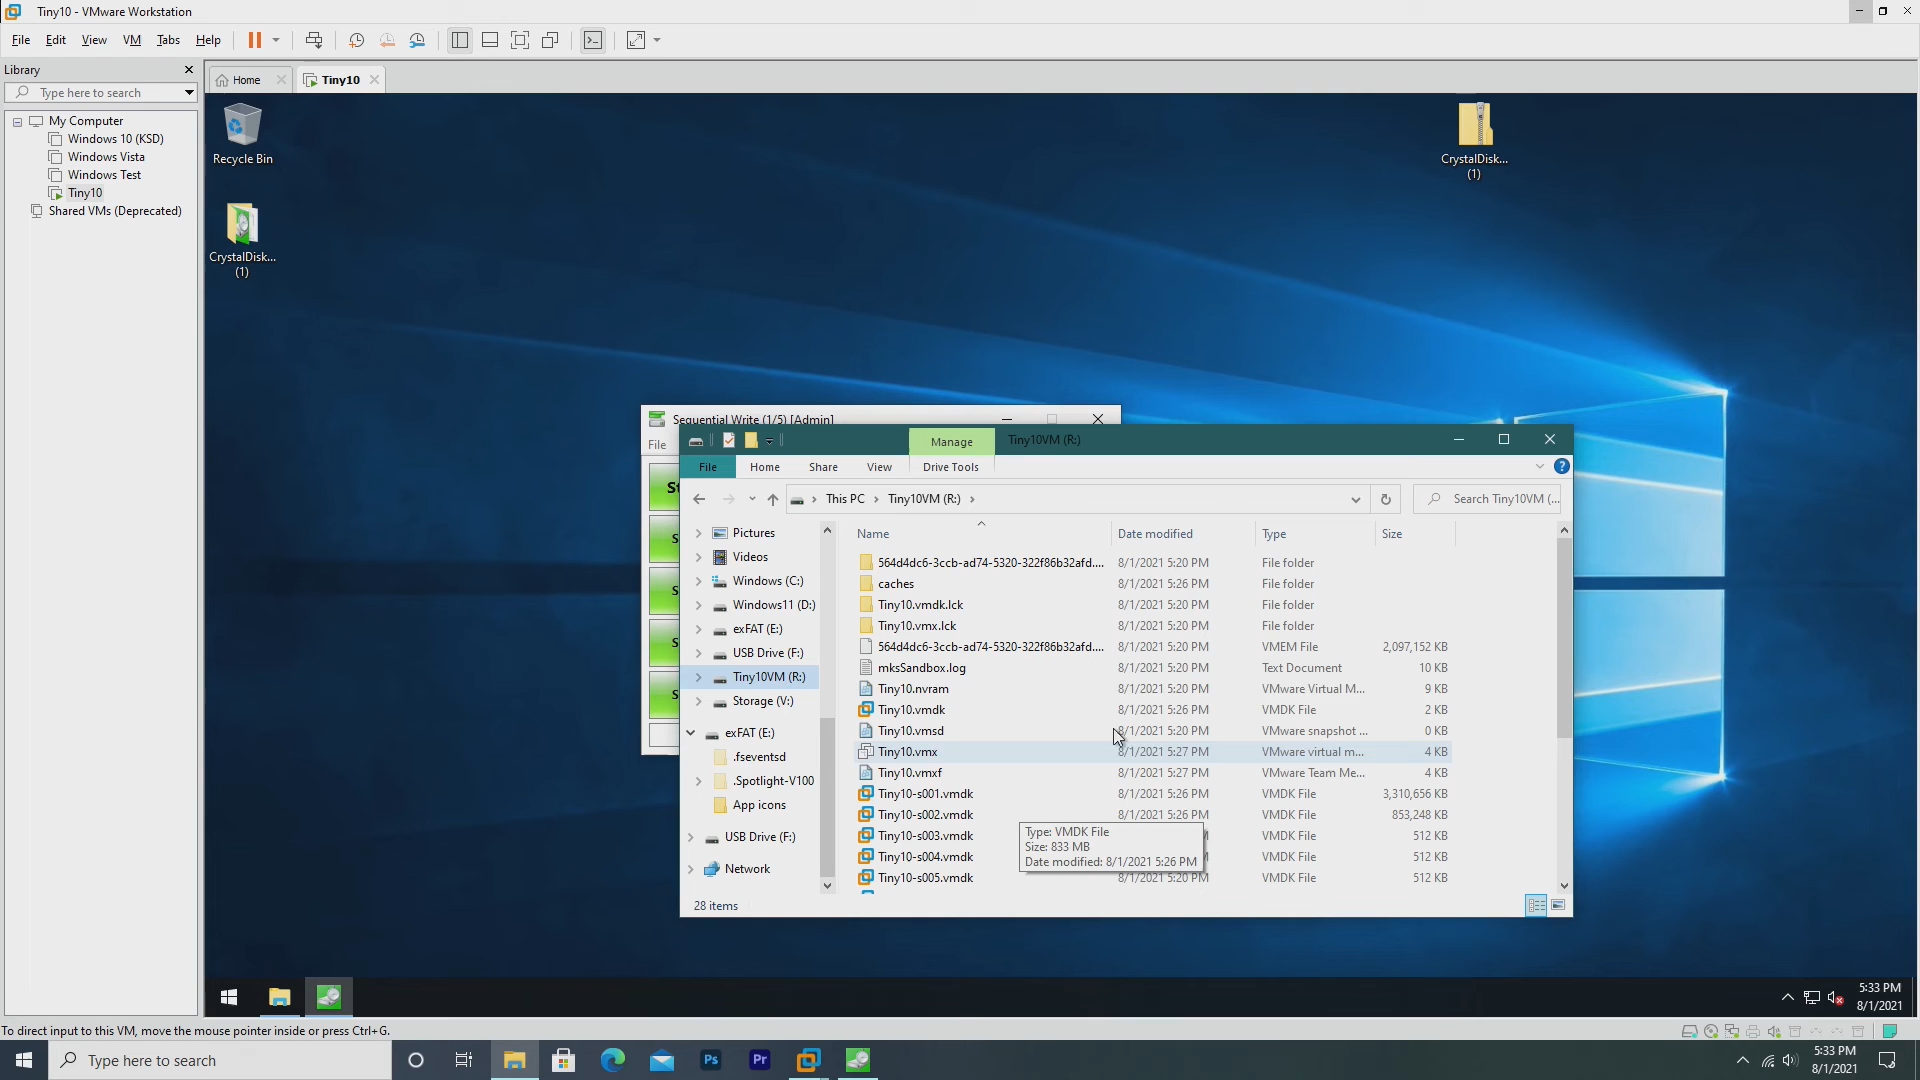 Tiny10 - VMware Workstation
File Edit View VM Tabs Help
Library
Type here to search
My Computer
Windows 10 (KSD)
Windows Vista
Windows Test
Tiny10
Shared VMs (Deprecated)
Home
Tiny10
Recycle Bin
CrystalDisk...
(1)
CrystalDisk...
(1)
Sequential Write (1/5) [Admin]
File
Manage
Tiny10VM (R:)
File Home Share View Drive Tools
This PC > Tiny10VM (R:) >
Search Tiny10VM (...
Pictures
Videos
Windows (C:)
Windows11 (D:)
exFAT (E:)
USB Drive (F:)
Tiny10VM (R:)
Storage (V:)
exFAT (E:)
.fseventsd
.Spotlight-V100
App icons
USB Drive (F:)
Network
Name Date modified Type Size
564d4dc6-3ccb-ad74-5320-322f86b32afd.... 8/1/2021 5:20 PM File folder
caches 8/1/2021 5:26 PM File folder
Tiny10.vmdk.lck 8/1/2021 5:20 PM File folder
Tiny10.vmx.lck 8/1/2021 5:20 PM File folder
564d4dc6-3ccb-ad74-5320-322f86b32afd.... 8/1/2021 5:20 PM VMEM File 2,097,152 KB
mksSandbox.log 8/1/2021 5:20 PM Text Document 10 KB
Tiny10.nvram 8/1/2021 5:20 PM VMware Virtual M... 9 KB
Tiny10.vmdk 8/1/2021 5:26 PM VMDK File 2 KB
Tiny10.vmsd 8/1/2021 5:20 PM VMware snapshot ... 0 KB
Tiny10.vmx 8/1/2021 5:27 PM VMware virtual m... 4 KB
Tiny10.vmxf 8/1/2021 5:27 PM VMware Team Me... 4 KB
Tiny10-s001.vmdk 8/1/2021 5:26 PM VMDK File 3,310,656 KB
Tiny10-s002.vmdk 8/1/2021 5:26 PM VMDK File 853,248 KB
Tiny10-s003.vmdk VMDK File 512 KB
Tiny10-s004.vmdk VMDK File 512 KB
Tiny10-s005.vmdk 8/1/2021 5:20 PM VMDK File 512 KB
Type: VMDK File
Size: 833 MB
Date modified: 8/1/2021 5:26 PM
28 items
5:33 PM
8/1/2021
To direct input to this VM, move the mouse pointer inside or press Ctrl+G.
Type here to search
Ps
Pr
5:33 PM
8/1/2021